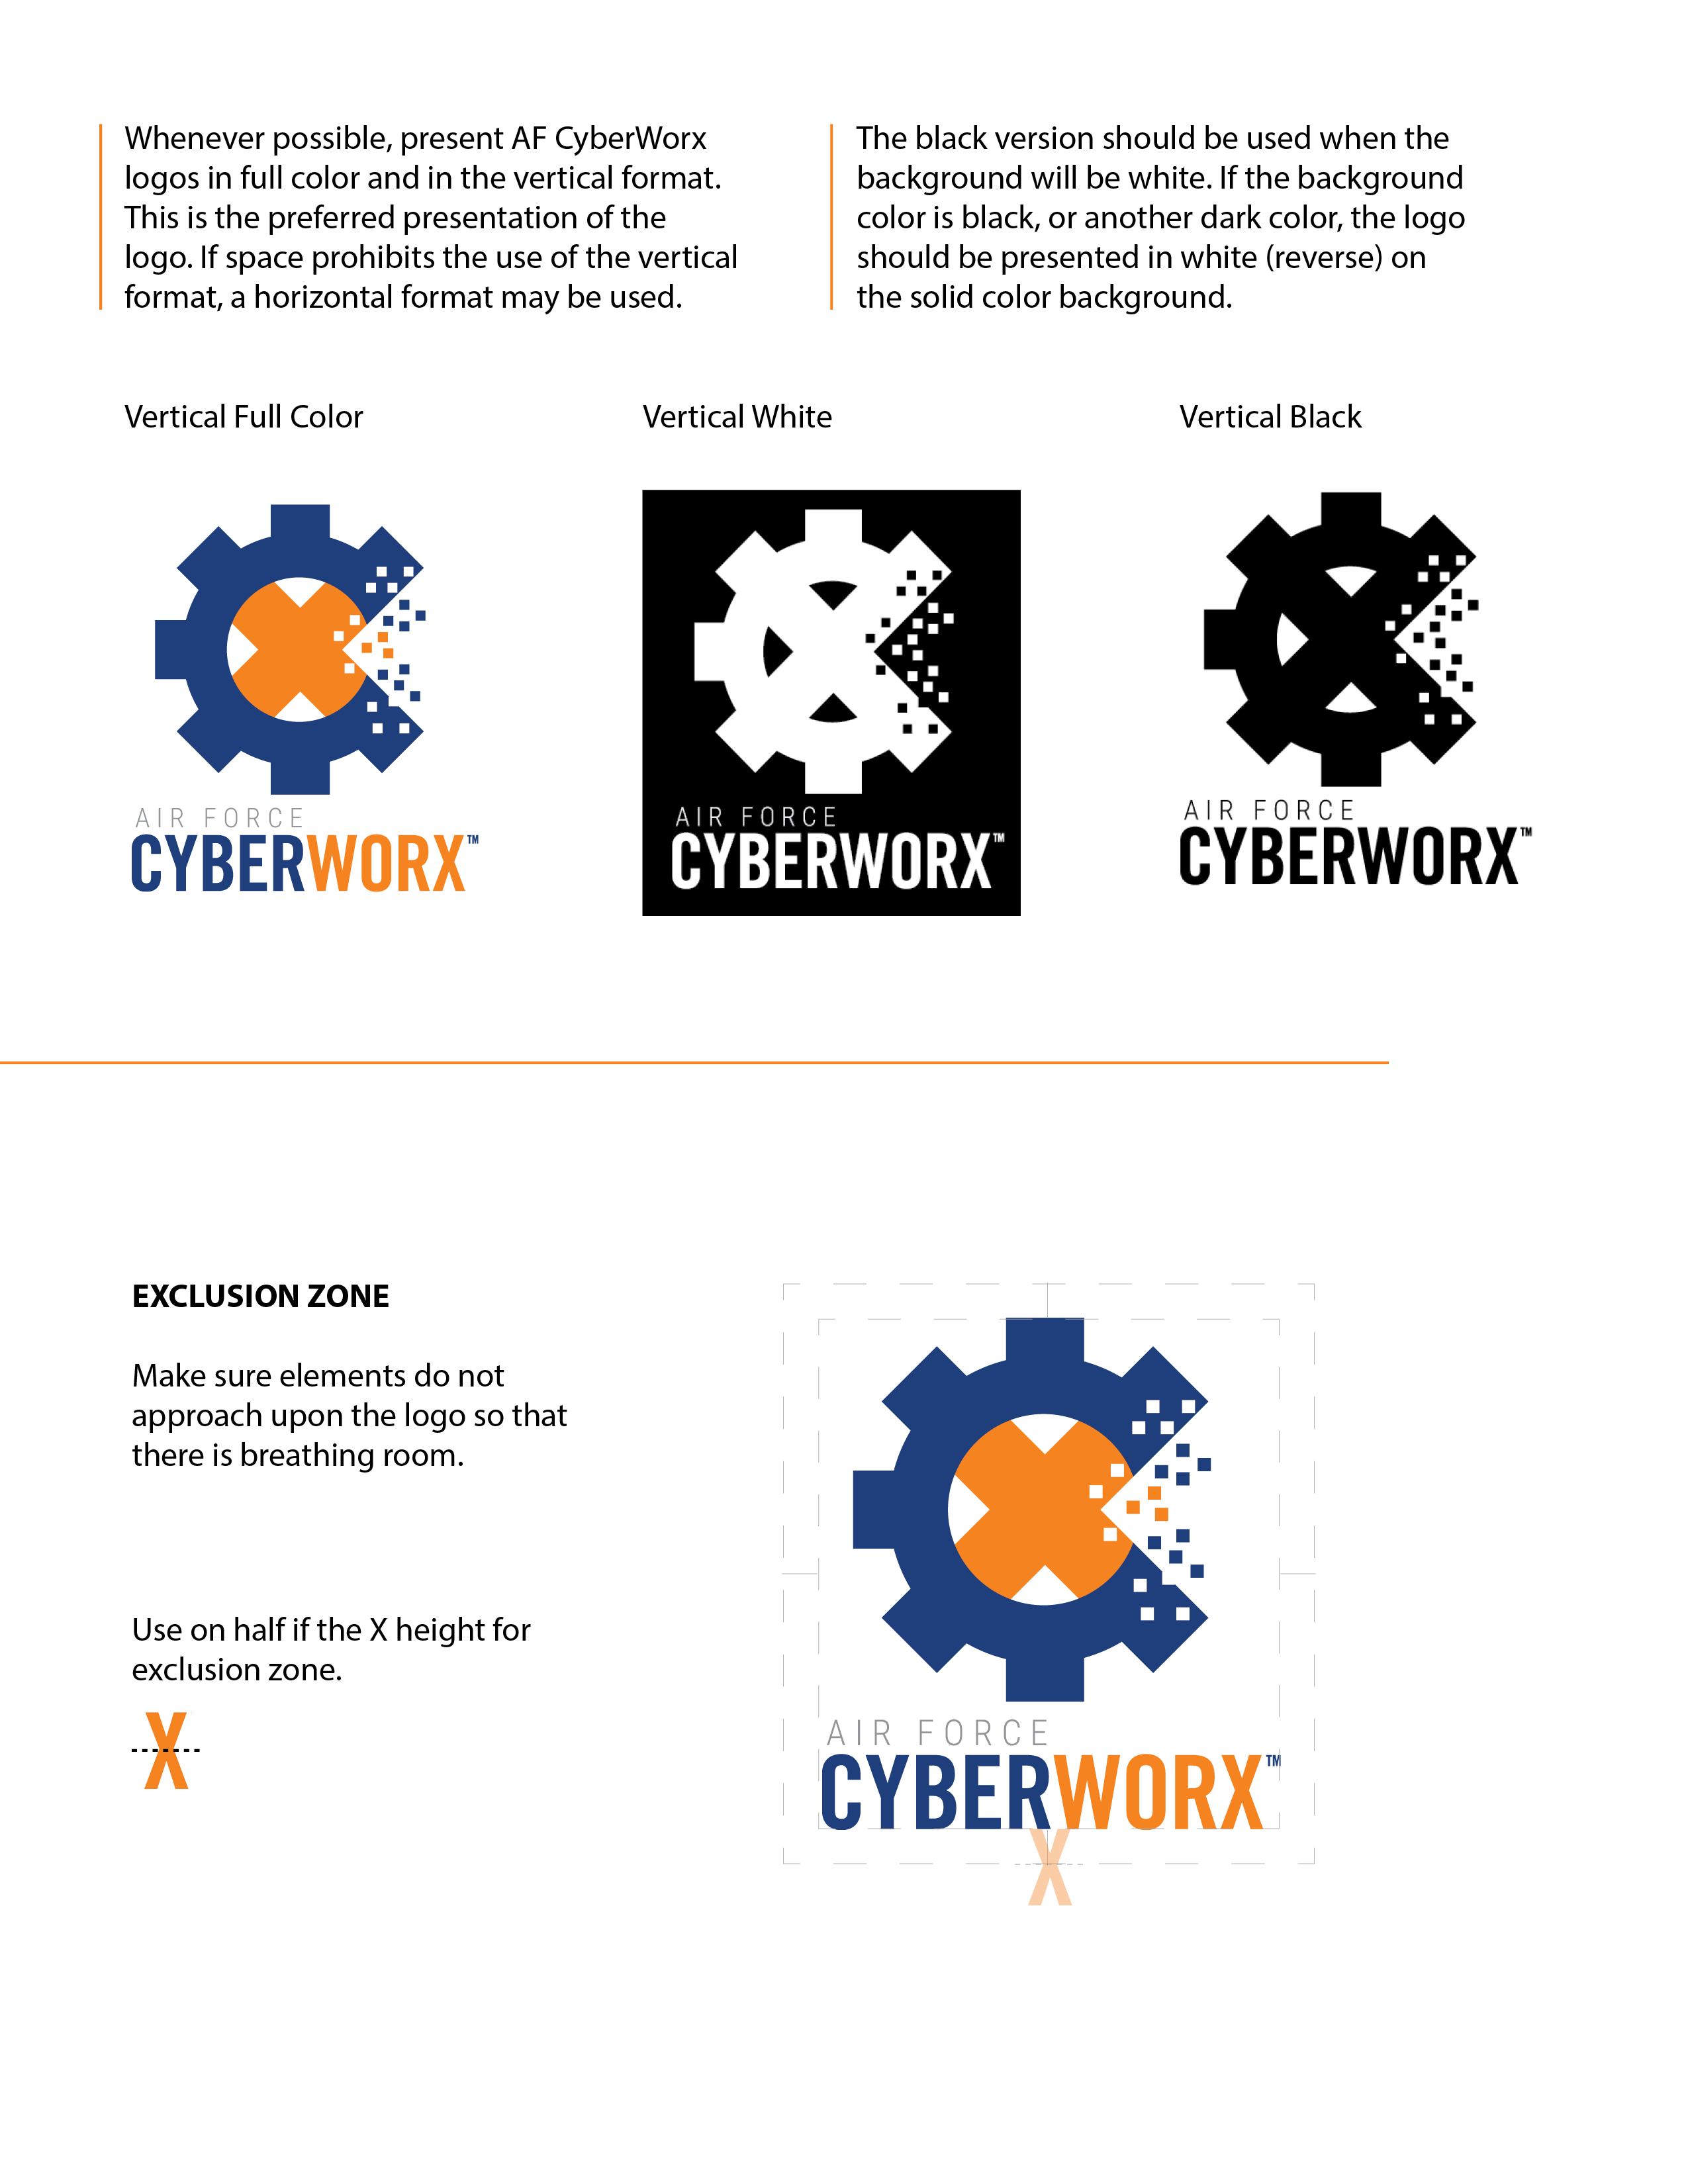 Whenever possible, present AF CyberWorx
logos in full color and in the vertical format.
This is the preferred presentation of the
logo. If space prohibits the use of the vertical
format, a horizontal format may be used.
The black version should be used when the
background will be white. If the background
color is black, or another dark color, the logo
should be presented in white (reverse) on
the solid color background.
Vertical Full Color
Vertical White
Vertical Black
AIR FORCE
CYBERWORX™
AIR FORCE
CYBERWORX™
AIR FORCE
CYBERWORX™
EXCLUSION ZONE
Make sure elements do not
approach upon the logo so that
there is breathing room.
Use on half if the X height for
exclusion zone.
X
AIR FORCE
CYBERWORX™
X